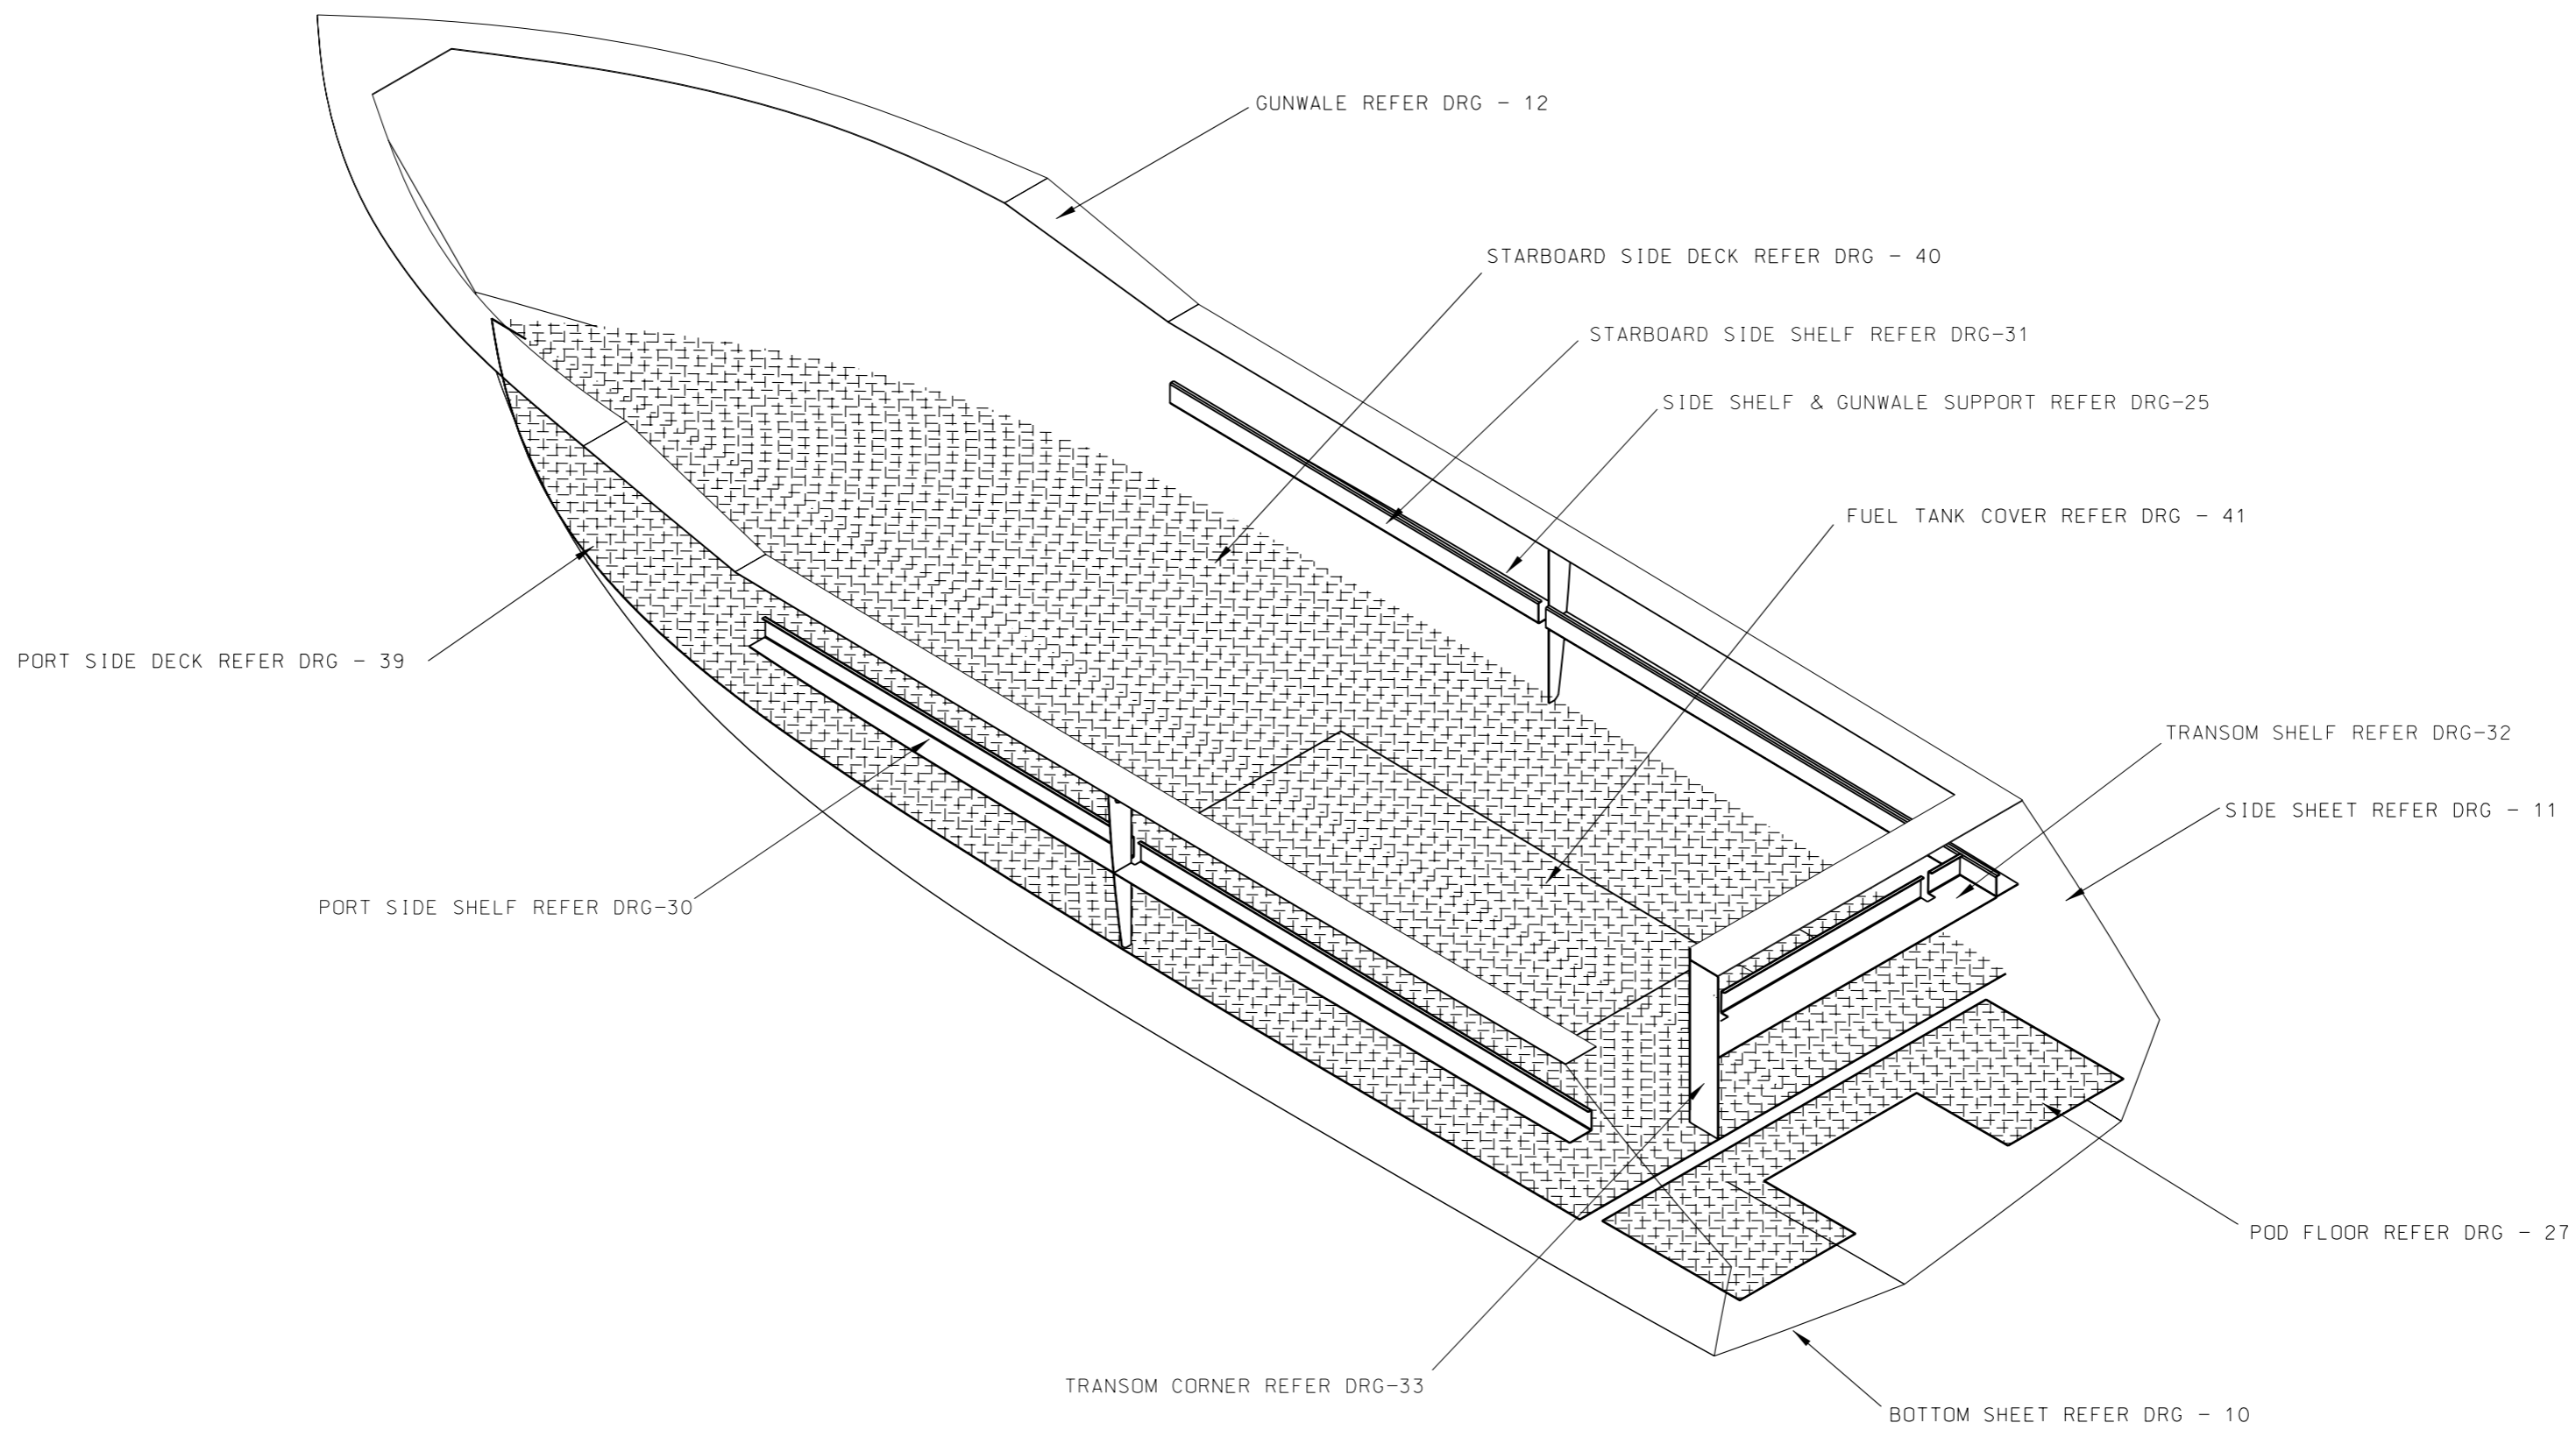 GUNWALE REFER DRG - 12
STARBOARD SIDE DECK REFER DRG - 40
STARBOARD SIDE SHELF REFER DRG-31
SIDE SHELF & GUNWALE SUPPORT REFER DRG-25
FUEL TANK COVER REFER DRG - 41
PORT SIDE DECK REFER DRG - 39
TRANSOM SHELF REFER DRG-32
SIDE SHEET REFER DRG - 11
PORT SIDE SHELF REFER DRG-30
POD FLOOR REFER DRG - 27
TRANSOM CORNER REFER DRG-33
BOTTOM SHEET REFER DRG - 10